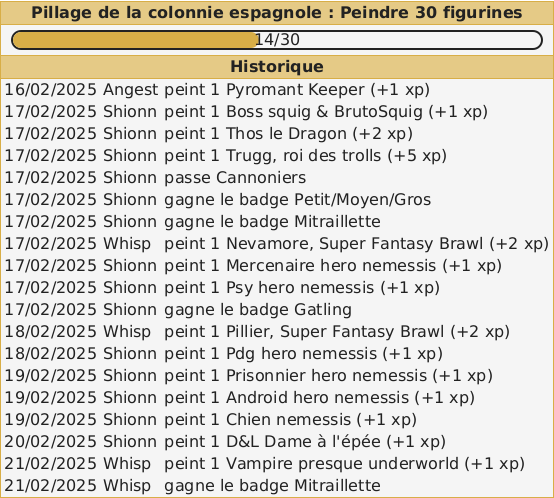 Pillage de la colonnie espagnole : Peindre 30 figurines
14/30
Historique
16/02/2025 Angest peint 1 Pyromant Keeper (+1 xp)
17/02/2025 Shionn peint 1 Boss squig & BrutoSquig (+1 xp)
17/02/2025 Shionn peint 1 Thos le Dragon (+2 xp)
17/02/2025 Shionn peint 1 Trugg, roi des trolls (+5 xp)
17/02/2025 Shionn passe Cannoniers
17/02/2025 Shionn gagne le badge Petit/Moyen/Gros
17/02/2025 Shionn gagne le badge Mitraillette
17/02/2025 Whisp peint 1 Nevamore, Super Fantasy Brawl (+2 xp)
17/02/2025 Shionn peint 1 Mercenaire hero nemessis (+1 xp)
17/02/2025 Shionn peint 1 Psy hero nemessis (+1 xp)
17/02/2025 Shionn gagne le badge Gatling
18/02/2025 Whisp peint 1 Pillier, Super Fantasy Brawl (+2 xp)
18/02/2025 Shionn peint 1 Pdg hero nemessis (+1 xp)
19/02/2025 Shionn peint 1 Prisonnier hero nemessis (+1 xp)
19/02/2025 Shionn peint 1 Android hero nemessis (+1 xp)
19/02/2025 Shionn peint 1 Chien nemessis (+1 xp)
20/02/2025 Shionn peint 1 D&L Dame à l'épée (+1 xp)
21/02/2025 Whisp peint 1 Vampire presque underworld (+1 xp)
21/02/2025 Whisp gagne le badge Mitraillette